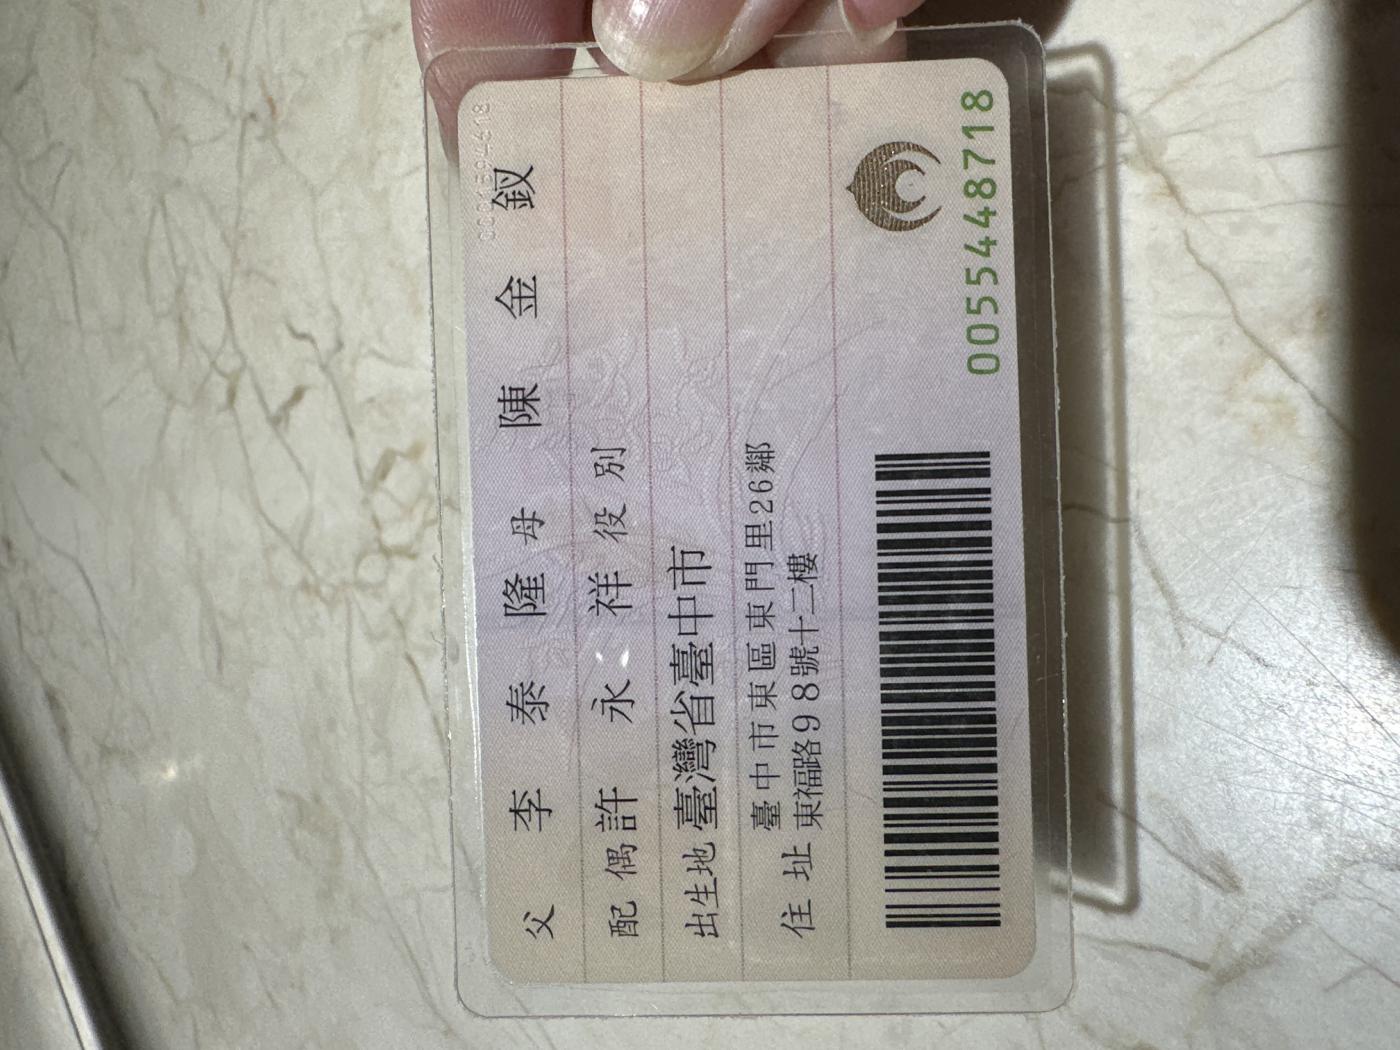 父 李泰隆 母 陳金釵
配偶 許永祥 役別
出生地 臺灣省臺中市
住址 臺中市東區東門里26鄰
東福路98號十二樓
0055448718